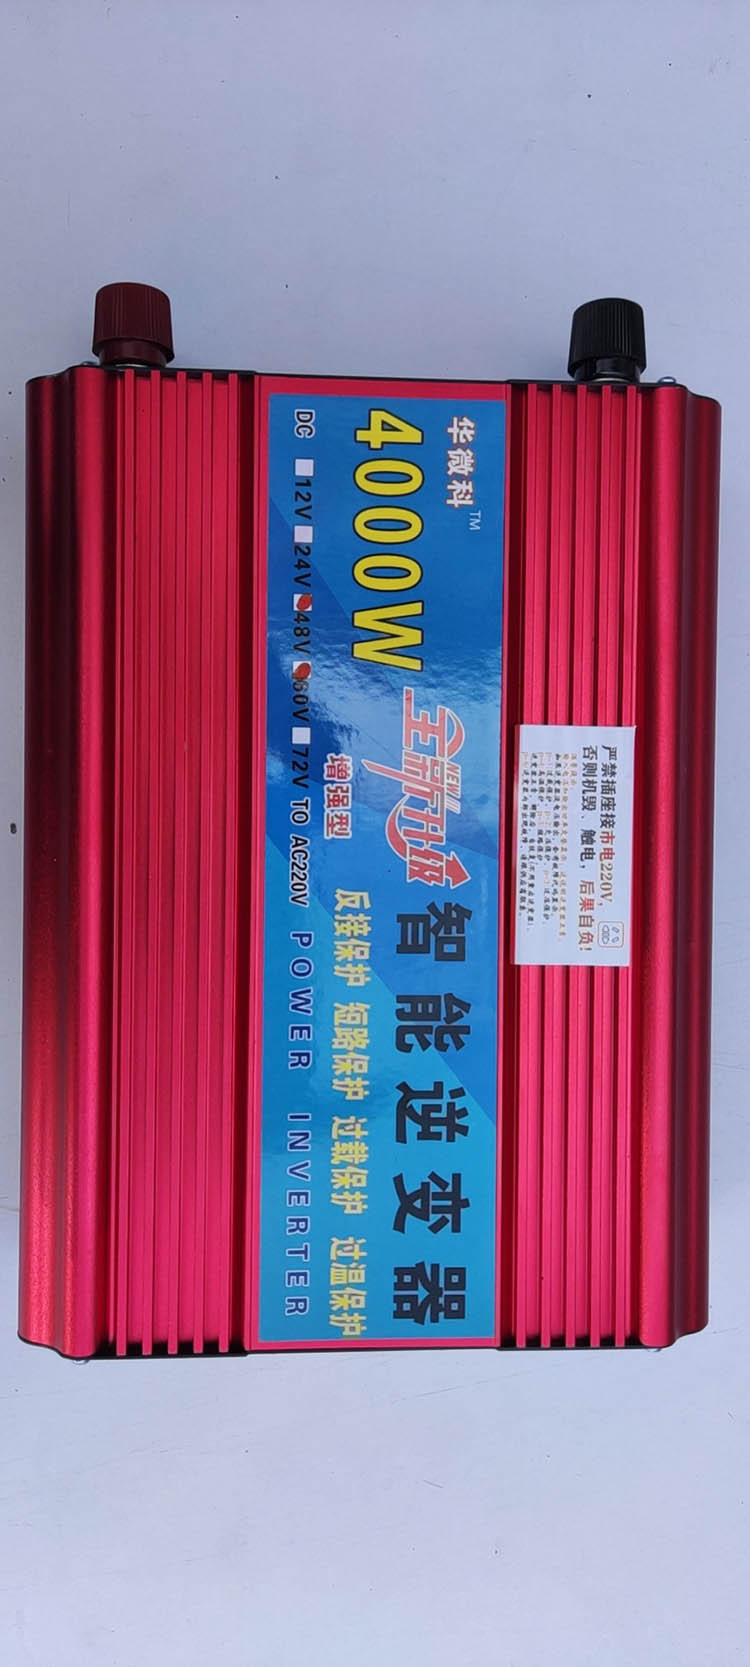 华微科™
4000W
全新升级
NEW
智能逆变器
增强型
反接保护 短路保护 过载保护 过温保护
DC 12V 24V 48V 60V 72V TO AC220V POWER INVERTER
严禁插座接市电220V,
否则机毁、触电,后果自负!